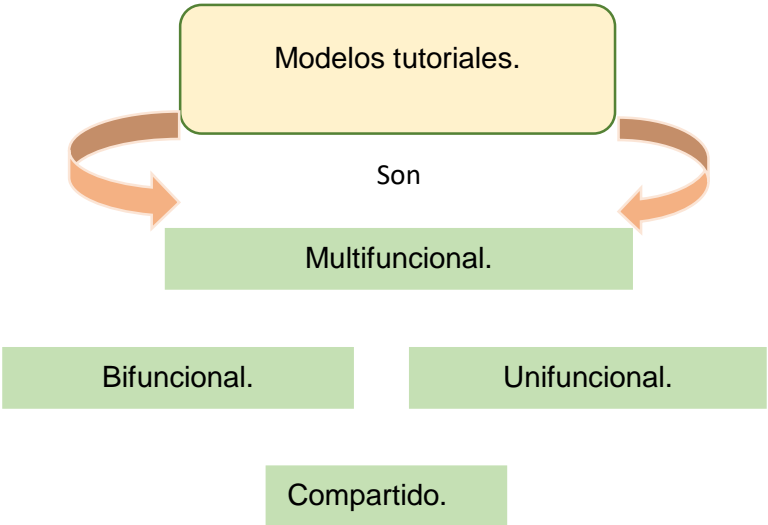 Modelos tutoriales.
Son
Multifuncional.
Bifuncional.
Unifuncional.
Compartido.